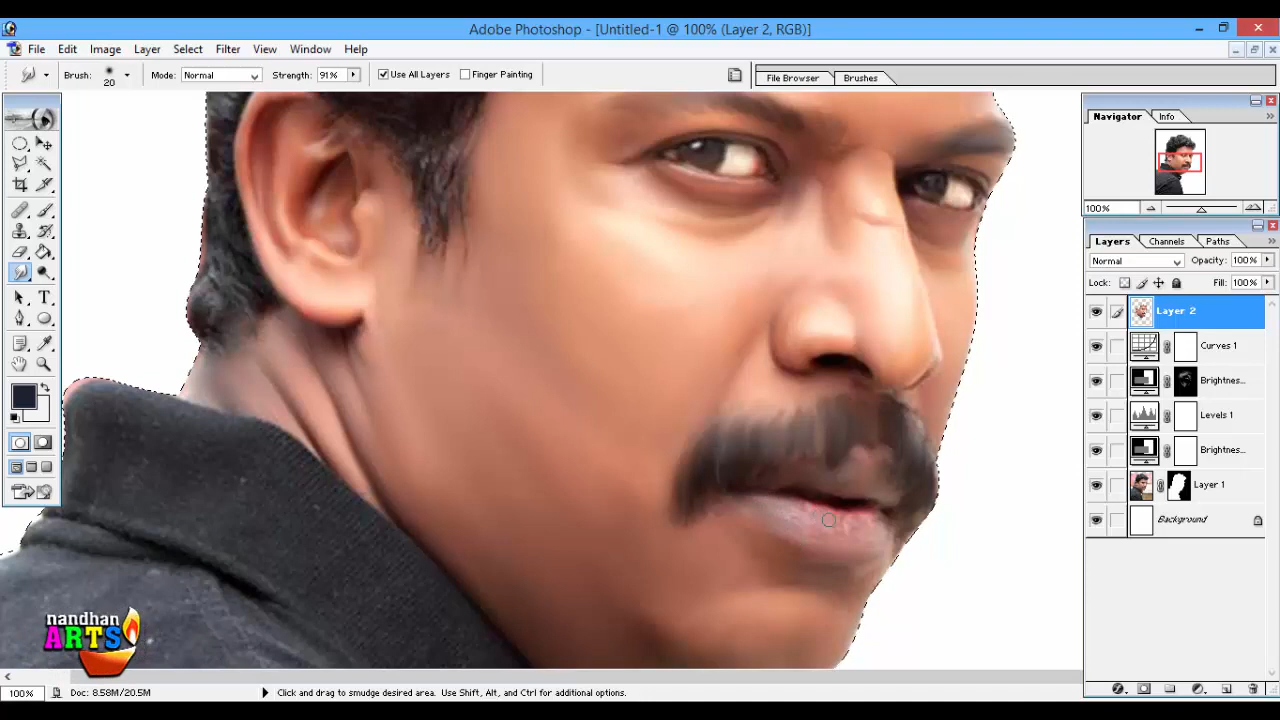 Adobe Photoshop - [Untitled-1 @ 100% (Layer 2, RGB)]
File Edit Image Layer Select Filter View Window Help
Brush: 20 Mode: Normal Strength: 91% Use All Layers Finger Painting File Browser Brushes
Navigator Info
100%
Layers Channels Paths
Normal Opacity: 100%
Lock: Fill: 100%
Layer 2
Curves 1
Brightnes...
Levels 1
Brightnes...
Layer 1
Background
nandhan
ARTS
100% Doc: 8.58M/20.5M Click and drag to smudge desired area. Use Shift, Alt, and Ctrl for additional options.